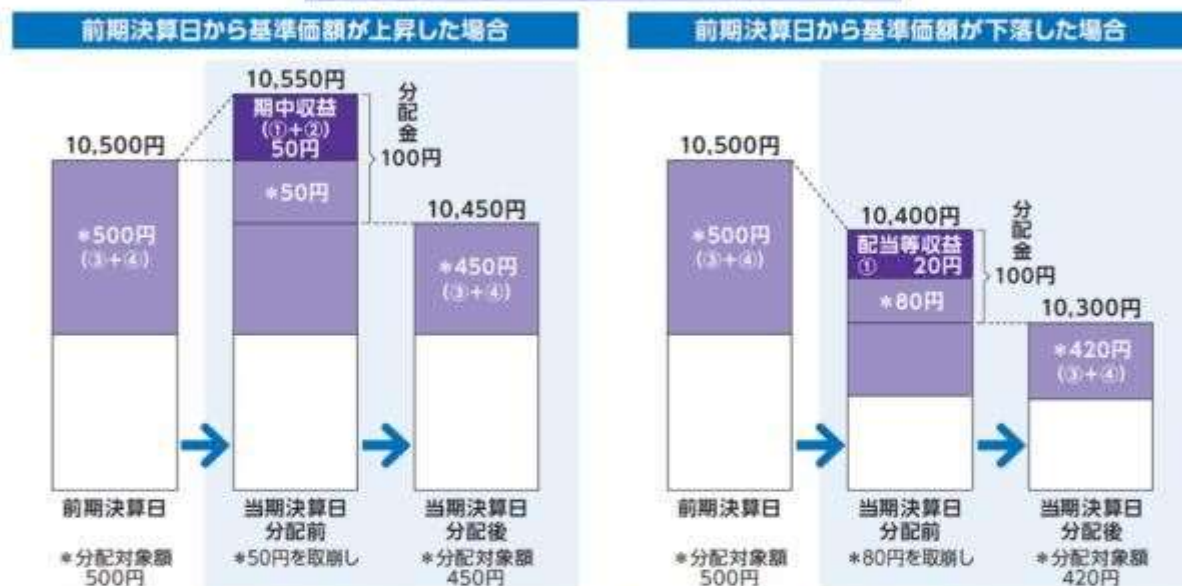 前期決算日から基準価額が上昇した場合
10,550円
期中収益
(①+②)
50円
分配金
100円
10,500円
*50円
10,450円
*500円
(③+④)
*450円
(③+④)
前期決算日
当期決算日
分配前
当期決算日
分配後
*分配対象額
500円
*50円を取崩し
*分配対象額
450円
前期決算日から基準価額が下落した場合
10,500円
10,400円
配当等収益
① 20円
分配金
100円
*500円
(③+④)
*80円
10,300円
*420円
(③+④)
前期決算日
当期決算日
分配前
当期決算日
分配後
*分配対象額
500円
*80円を取崩し
*分配対象額
420円